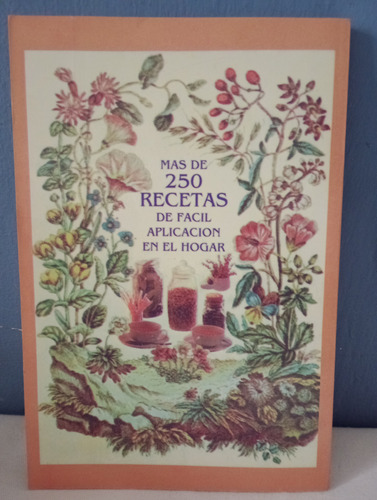 MAS DE
250
RECETAS
DE FACIL
APLICACION
EN EL HOGAR